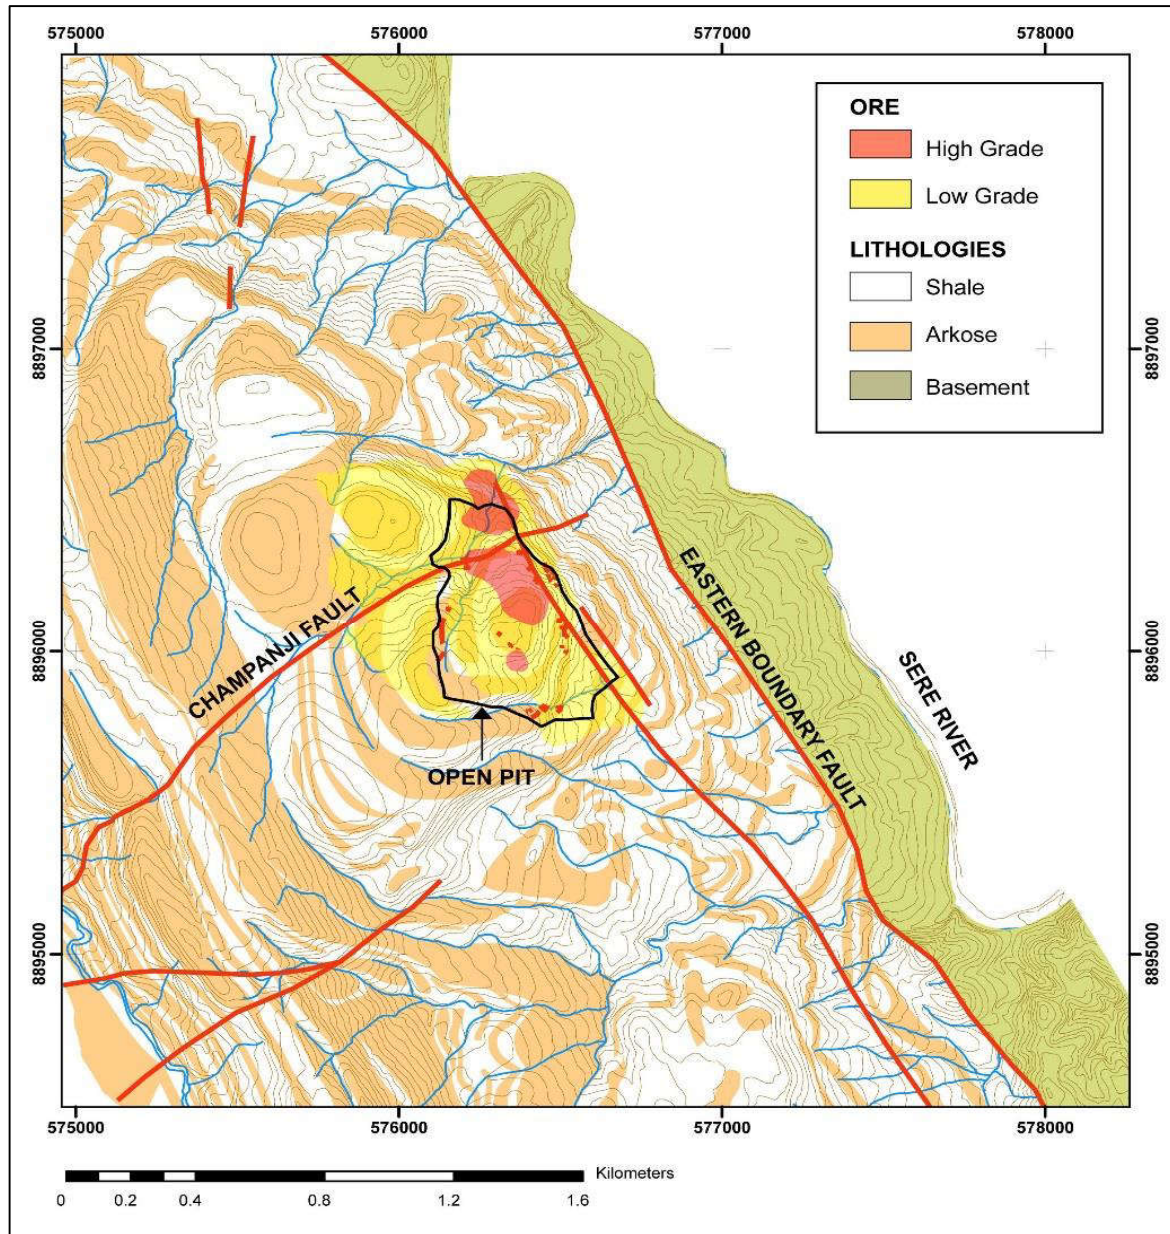 575000 576000 577000 578000
ORE
High Grade
Low Grade
LITHOLOGIES
Shale
Arkose
Basement
8897000 8897000
8896000 8896000
8895000 8895000
CHAMPANJI FAULT
EASTERN BOUNDARY FAULT
SERE RIVER
OPEN PIT
575000 576000 577000 578000
Kilometers
0 0.2 0.4 0.8 1.2 1.6